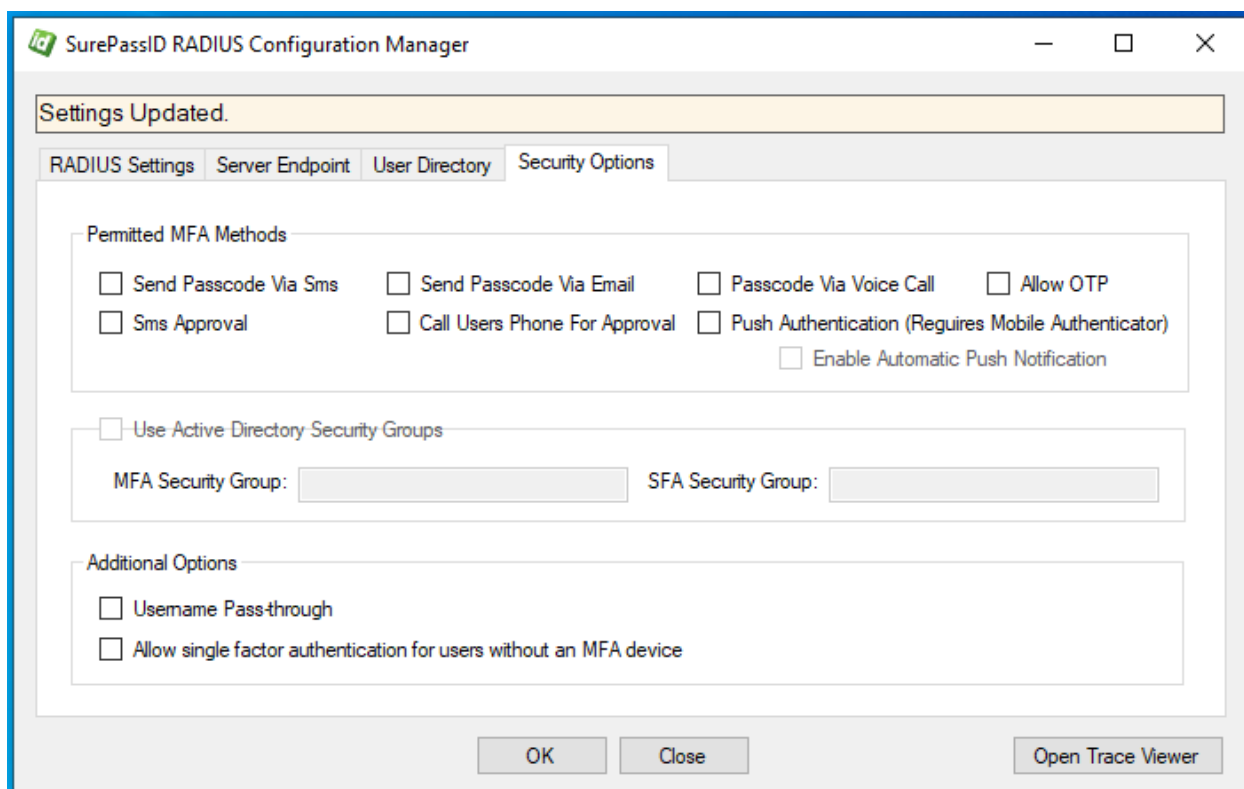 id SurePassID RADIUS Configuration Manager
Settings Updated.
RADIUS Settings Server Endpoint User Directory Security Options
Permitted MFA Methods
Send Passcode Via Sms Send Passcode Via Email Passcode Via Voice Call Allow OTP
Sms Approval Call Users Phone For Approval Push Authentication (Requires Mobile Authenticator)
Enable Automatic Push Notification
Use Active Directory Security Groups
MFA Security Group: SFA Security Group:
Additional Options
Username Pass-through
Allow single factor authentication for users without an MFA device
OK Close Open Trace Viewer